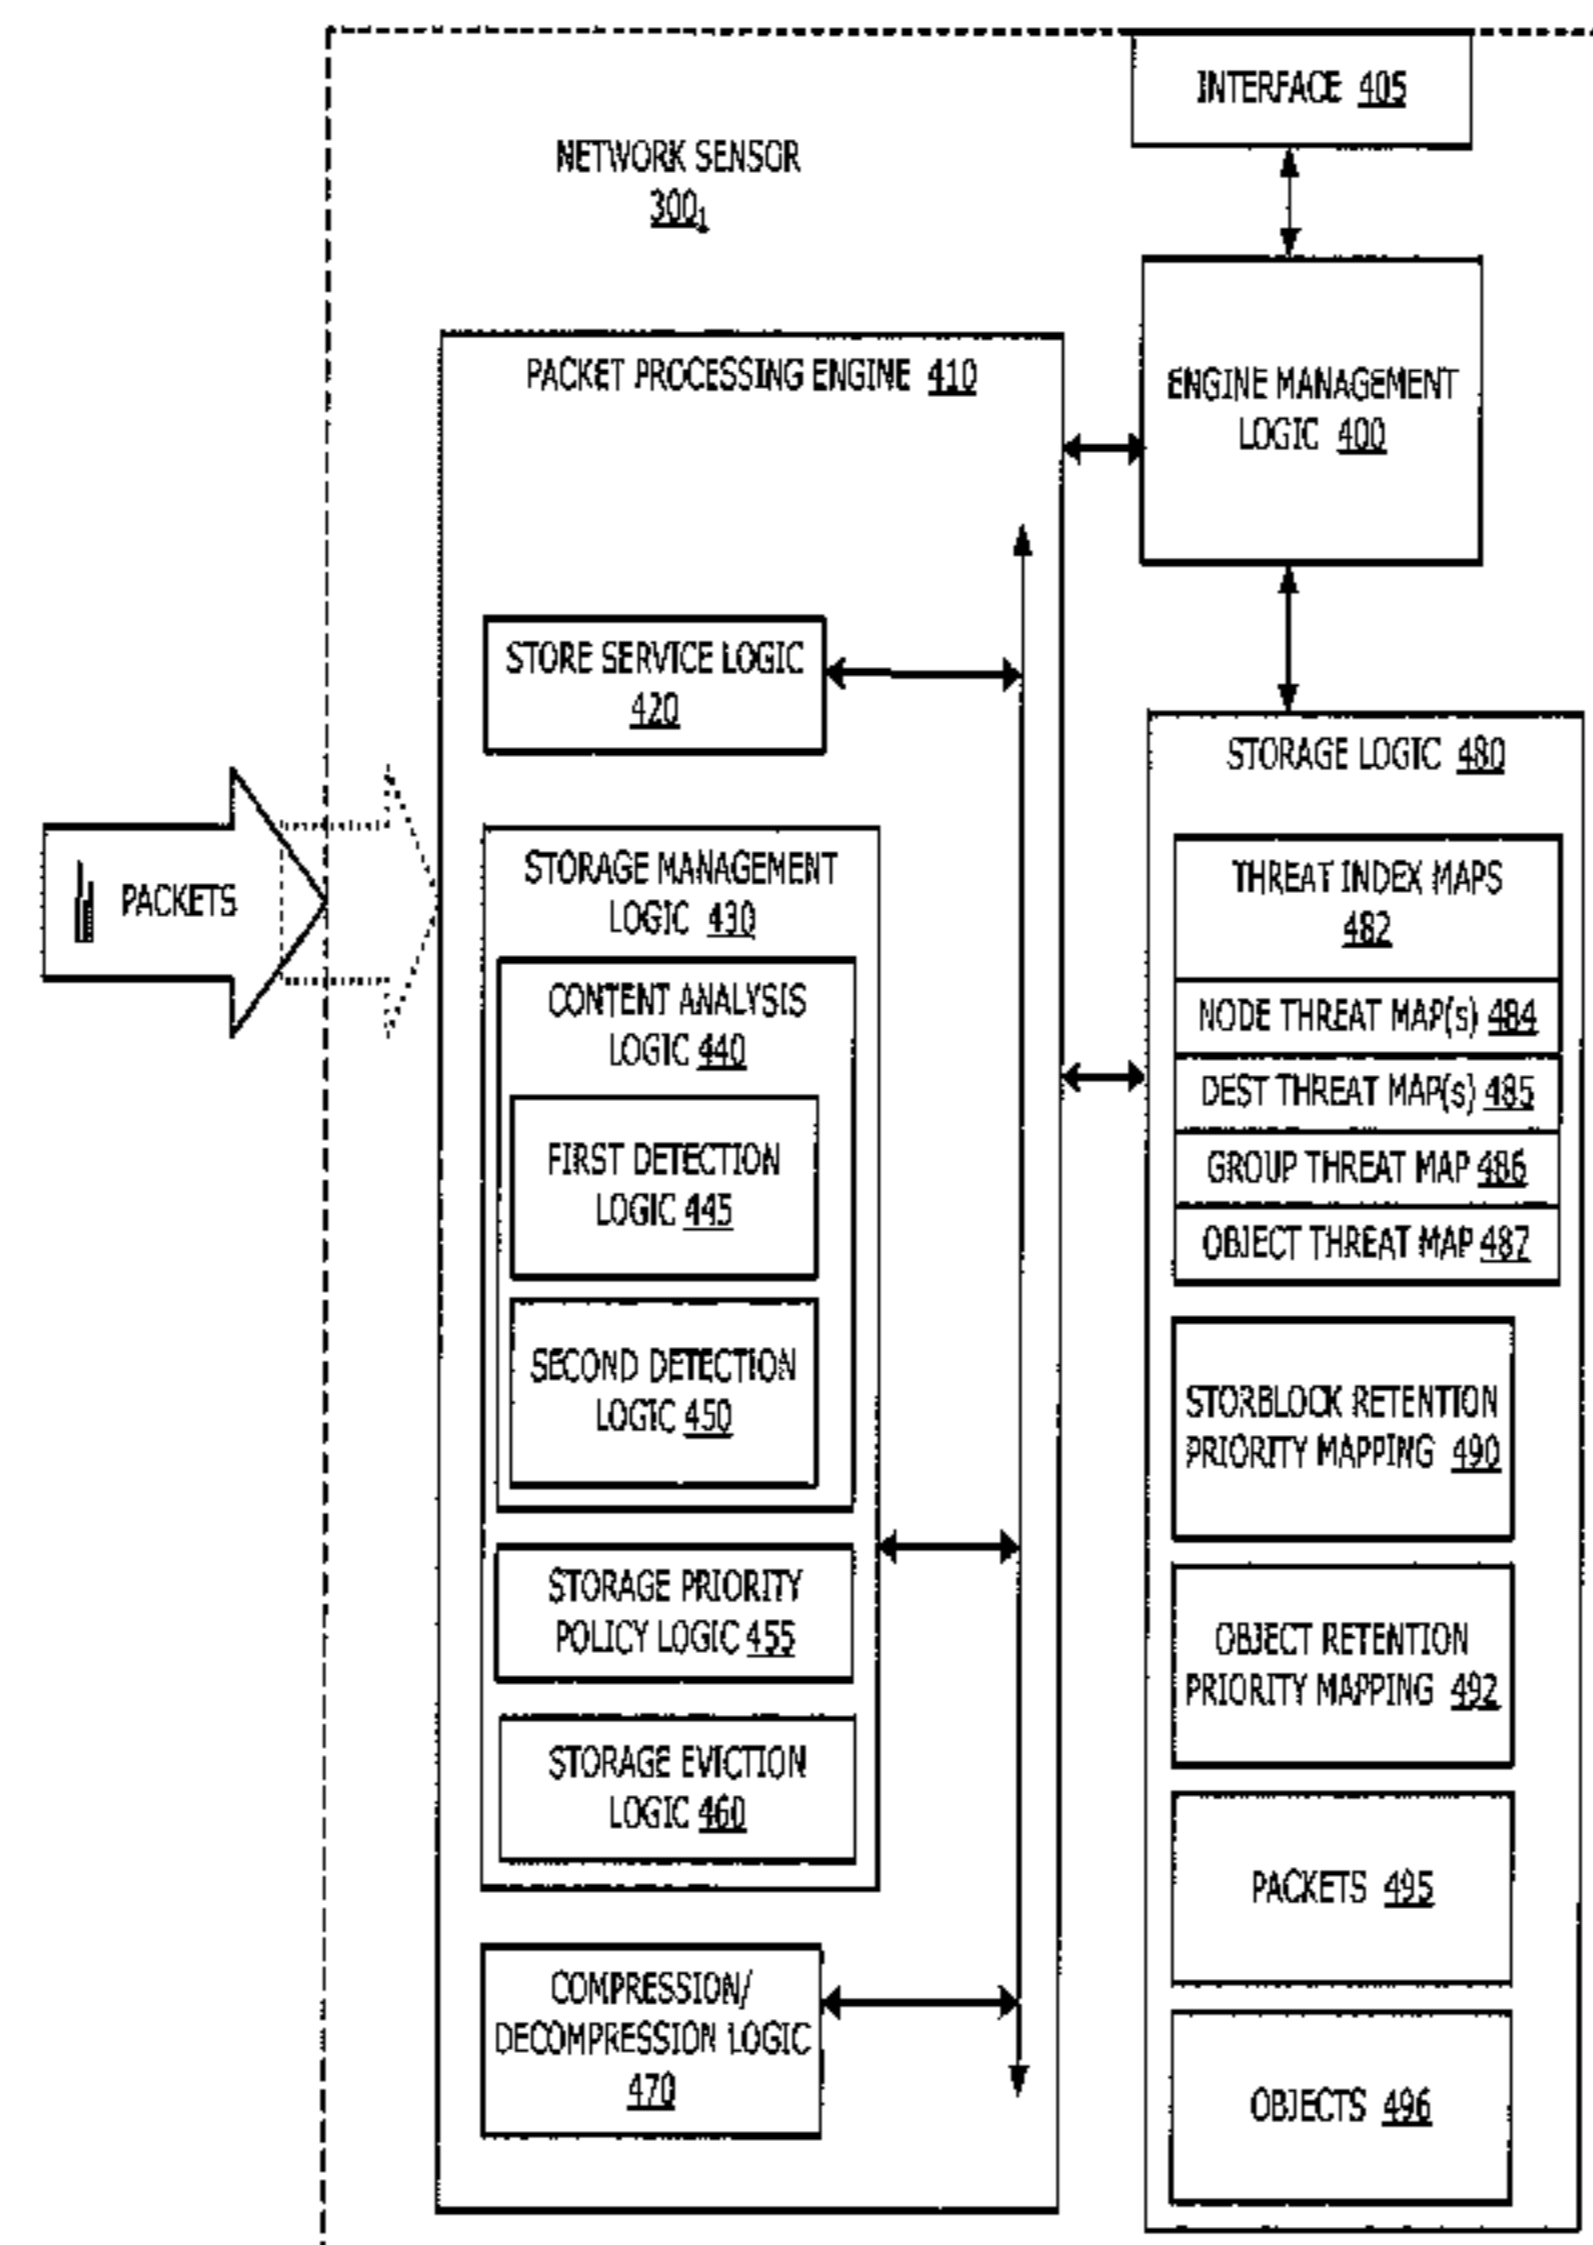 INTERFACE 405
NETWORK SENSOR
300₁
PACKET PROCESSING ENGINE 410
ENGINE MANAGEMENT
LOGIC 400
STORE SERVICE LOGIC
420
PACKETS
STORAGE MANAGEMENT
LOGIC 430
CONTENT ANALYSIS
LOGIC 440
FIRST DETECTION
LOGIC 445
SECOND DETECTION
LOGIC 450
STORAGE PRIORITY
POLICY LOGIC 455
STORAGE EVICTION
LOGIC 460
COMPRESSION/
DECOMPRESSION LOGIC
470
STORAGE LOGIC 480
THREAT INDEX MAPS
482
NODE THREAT MAP(s) 484
DEST THREAT MAP(s) 485
GROUP THREAT MAP 486
OBJECT THREAT MAP 487
STORBLOCK RETENTION
PRIORITY MAPPING 490
OBJECT RETENTION
PRIORITY MAPPING 492
PACKETS 495
OBJECTS 496